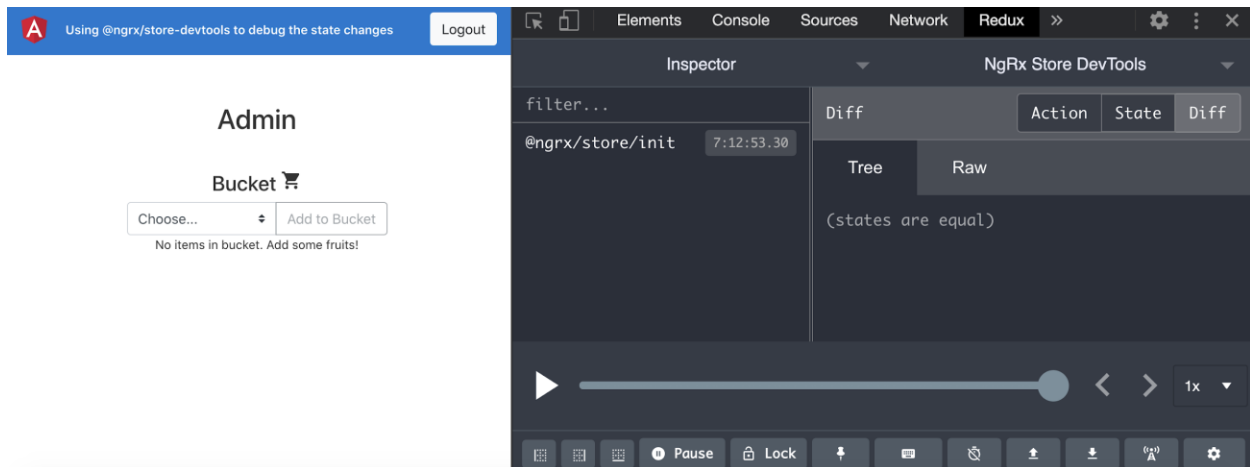 A Using @ngrx/store-devtools to debug the state changes Logout
Admin
Bucket
Choose... Add to Bucket
No items in bucket. Add some fruits!
Elements Console Sources Network Redux »
Inspector NgRx Store DevTools
filter...
@ngrx/store/init 7:12:53.30
Diff Action State Diff
Tree Raw
(states are equal)
1x
Pause Lock